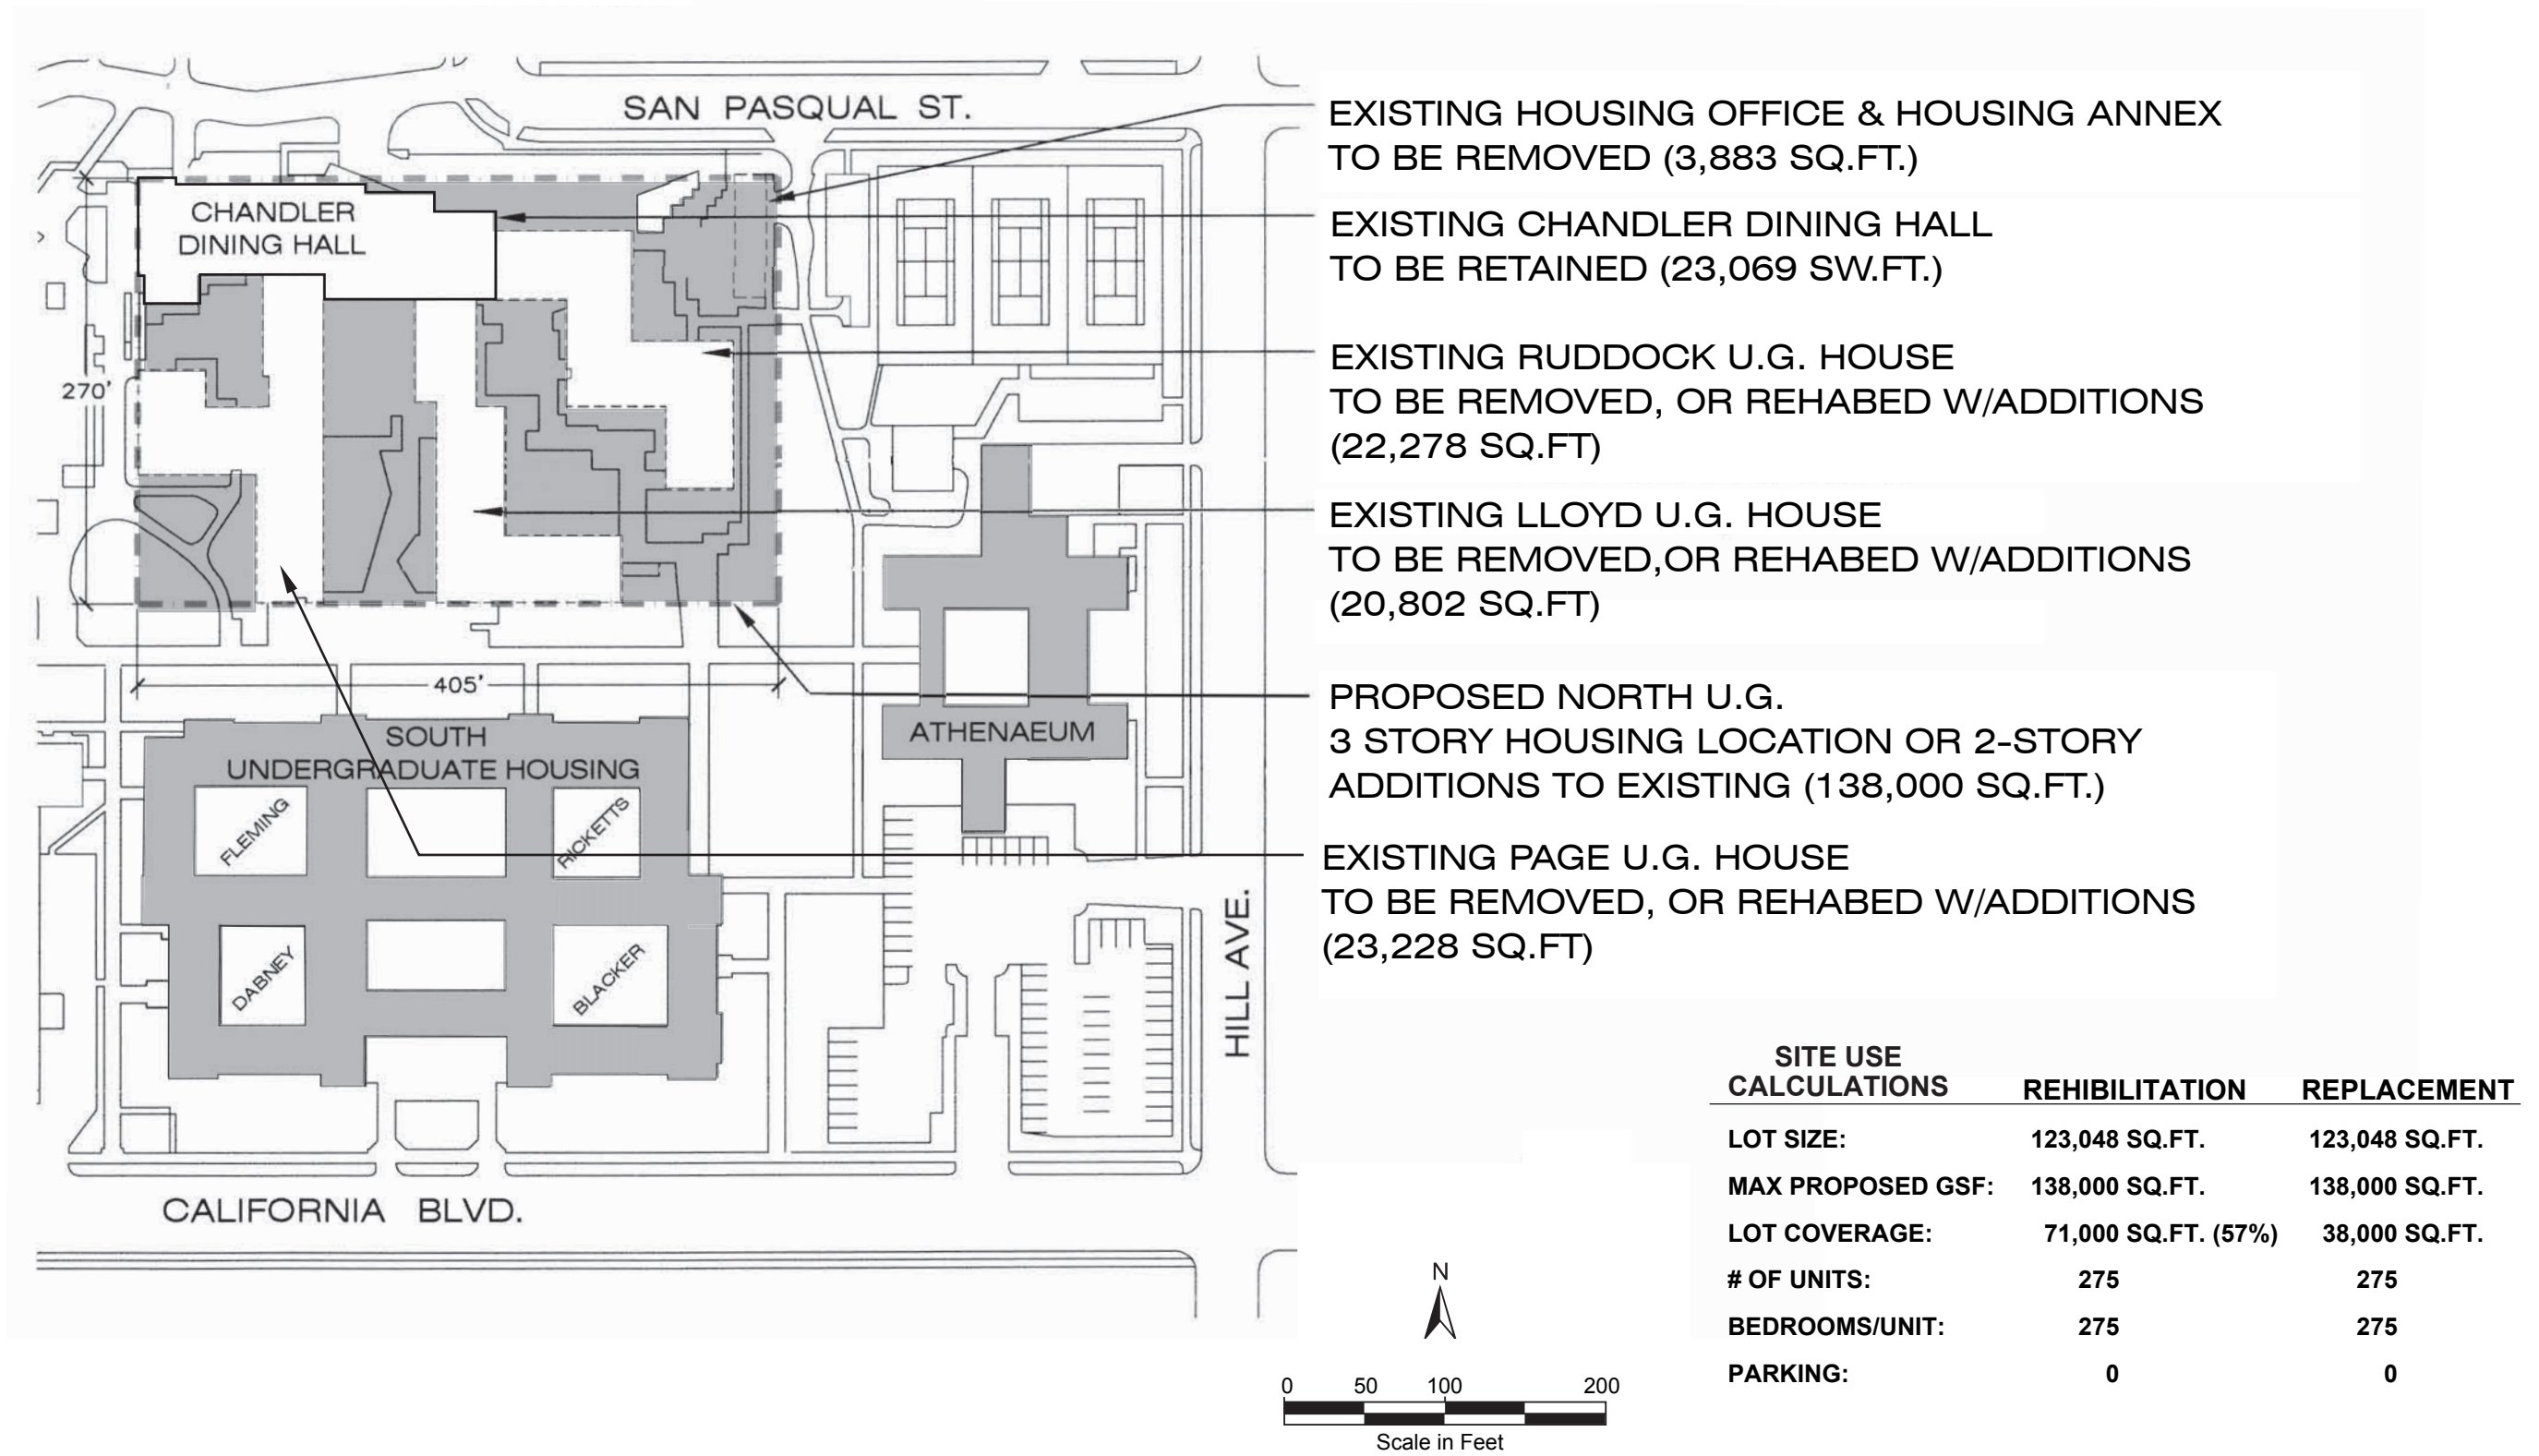 SAN PASQUAL ST.
CHANDLER
DINING HALL
270'
405'
SOUTH
UNDERGRADUATE HOUSING
FLEMING
RICKETTS
DABNEY
BLACKER
ATHENAEUM
HILL AVE.
CALIFORNIA BLVD.
EXISTING HOUSING OFFICE & HOUSING ANNEX
TO BE REMOVED (3,883 SQ.FT.)
EXISTING CHANDLER DINING HALL
TO BE RETAINED (23,069 SW.FT.)
EXISTING RUDDOCK U.G. HOUSE
TO BE REMOVED, OR REHABED W/ADDITIONS
(22,278 SQ.FT)
EXISTING LLOYD U.G. HOUSE
TO BE REMOVED,OR REHABED W/ADDITIONS
(20,802 SQ.FT)
PROPOSED NORTH U.G.
3 STORY HOUSING LOCATION OR 2-STORY
ADDITIONS TO EXISTING (138,000 SQ.FT.)
EXISTING PAGE U.G. HOUSE
TO BE REMOVED, OR REHABED W/ADDITIONS
(23,228 SQ.FT)
SITE USE
CALCULATIONS REHIBILITATION REPLACEMENT
LOT SIZE: 123,048 SQ.FT. 123,048 SQ.FT.
MAX PROPOSED GSF: 138,000 SQ.FT. 138,000 SQ.FT.
LOT COVERAGE: 71,000 SQ.FT. (57%) 38,000 SQ.FT.
# OF UNITS: 275 275
BEDROOMS/UNIT: 275 275
PARKING: 0 0
N
0 50 100 200
Scale in Feet